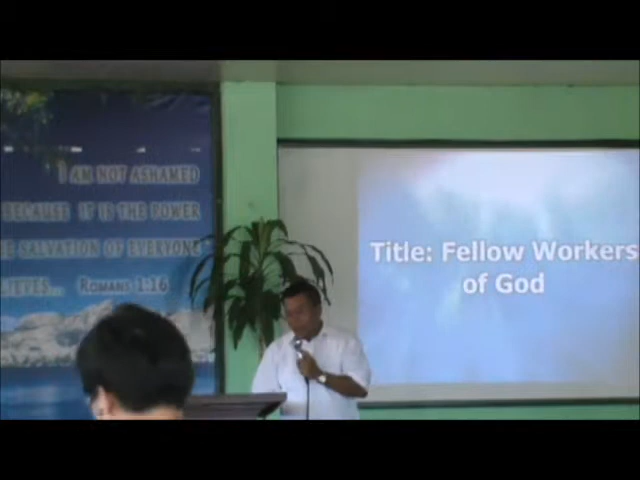 I AM NOT ASHAMED
BECAUSE IT IS THE POWER
SALVATION OF EVERYONE
ROMANS 1:16
Title: Fellow Workers
of God